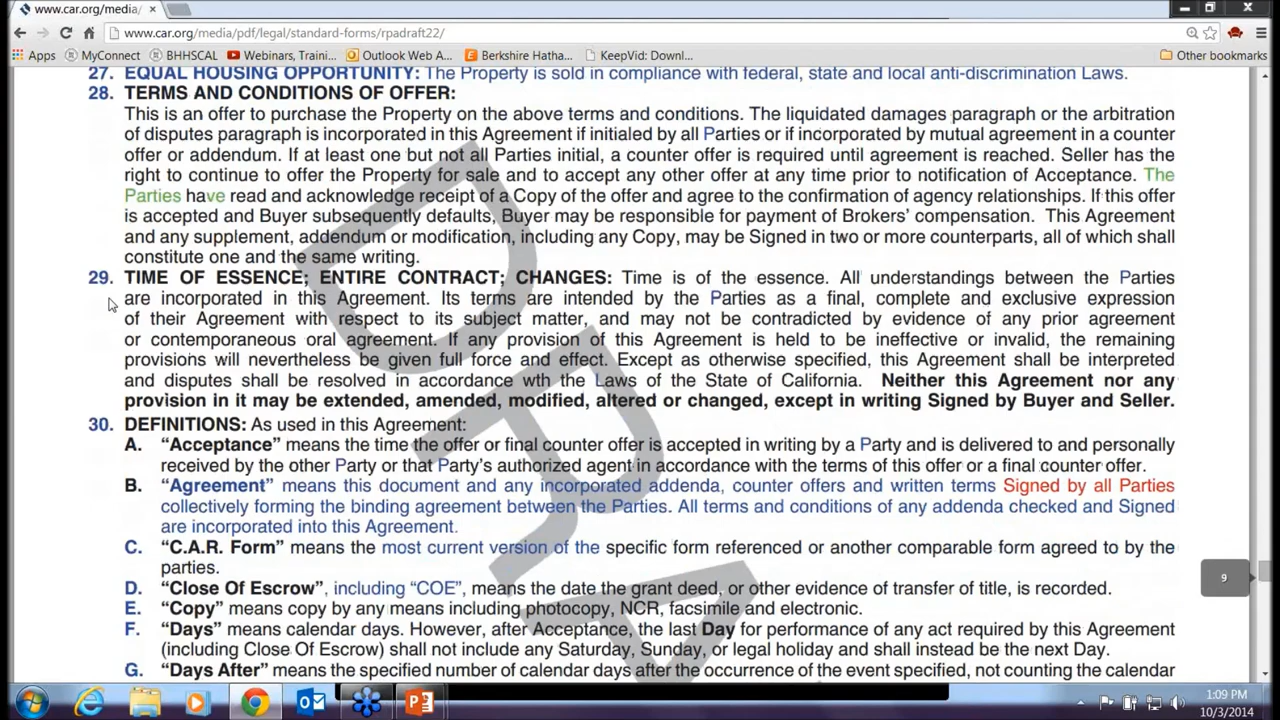 www.car.org/media/
www.car.org/media/pdf/legal/standard-forms/rpadraft22/
Apps MyConnect BHHSCAL Webinars, Traini... Outlook Web A... Berkshire Hatha... KeepVid: Downl... Other bookmarks
27. EQUAL HOUSING OPPORTUNITY: The Property is sold in compliance with federal, state and local anti-discrimination Laws.
28. TERMS AND CONDITIONS OF OFFER:
This is an offer to purchase the Property on the above terms and conditions. The liquidated damages paragraph or the arbitration
of disputes paragraph is incorporated in this Agreement if initialed by all Parties or if incorporated by mutual agreement in a counter
offer or addendum. If at least one but not all Parties initial, a counter offer is required until agreement is reached. Seller has the
right to continue to offer the Property for sale and to accept any other offer at any time prior to notification of Acceptance. The
Parties have read and acknowledge receipt of a Copy of the offer and agree to the confirmation of agency relationships. If this offer
is accepted and Buyer subsequently defaults, Buyer may be responsible for payment of Brokers' compensation. This Agreement
and any supplement, addendum or modification, including any Copy, may be Signed in two or more counterparts, all of which shall
constitute one and the same writing.
29. TIME OF ESSENCE; ENTIRE CONTRACT; CHANGES: Time is of the essence. All understandings between the Parties
are incorporated in this Agreement. Its terms are intended by the Parties as a final, complete and exclusive expression
of their Agreement with respect to its subject matter, and may not be contradicted by evidence of any prior agreement
or contemporaneous oral agreement. If any provision of this Agreement is held to be ineffective or invalid, the remaining
provisions will nevertheless be given full force and effect. Except as otherwise specified, this Agreement shall be interpreted
and disputes shall be resolved in accordance wth the Laws of the State of California. Neither this Agreement nor any
provision in it may be extended, amended, modified, altered or changed, except in writing Signed by Buyer and Seller.
30. DEFINITIONS: As used in this Agreement:
A. "Acceptance" means the time the offer or final counter offer is accepted in writing by a Party and is delivered to and personally
received by the other Party or that Party's authorized agent in accordance with the terms of this offer or a final counter offer.
B. "Agreement" means this document and any incorporated addenda, counter offers and written terms Signed by all Parties
collectively forming the binding agreement between the Parties. All terms and conditions of any addenda checked and Signed
are incorporated into this Agreement.
C. "C.A.R. Form" means the most current version of the specific form referenced or another comparable form agreed to by the
parties.
D. "Close Of Escrow", including "COE", means the date the grant deed, or other evidence of transfer of title, is recorded.
E. "Copy" means copy by any means including photocopy, NCR, facsimile and electronic.
F. "Days" means calendar days. However, after Acceptance, the last Day for performance of any act required by this Agreement
(including Close Of Escrow) shall not include any Saturday, Sunday, or legal holiday and shall instead be the next Day.
G. "Days After" means the specified number of calendar days after the occurrence of the event specified, not counting the calendar
DRA
9
1:09 PM
10/3/2014